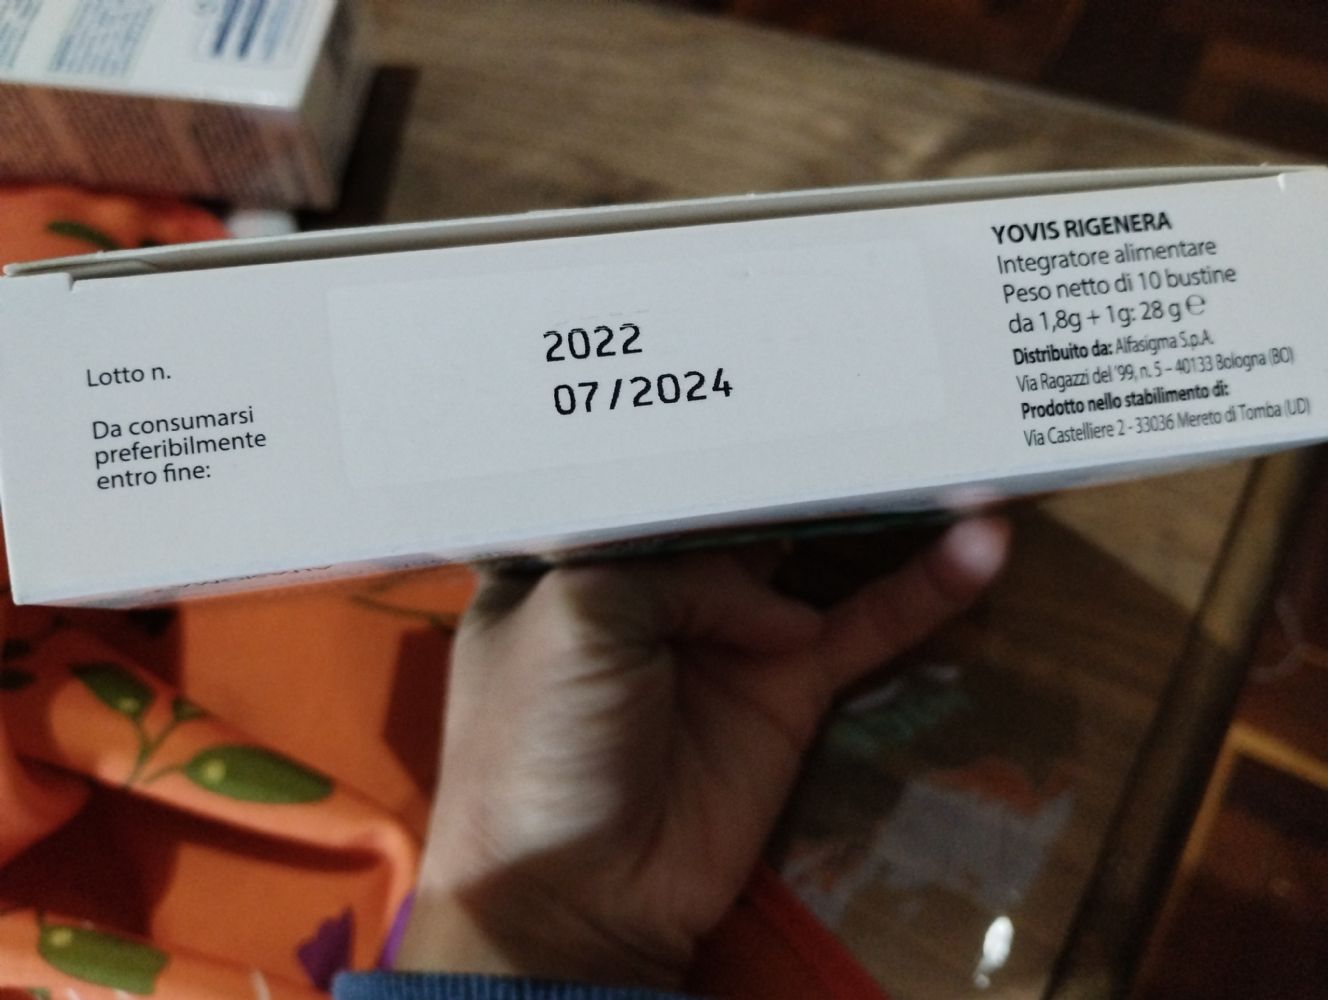 Lotto n.
Da consumarsi
preferibilmente
entro fine:
2022
07/2024
YOVIS RIGENERA
Integratore alimentare
Peso netto di 10 bustine
da 1,8g + 1g: 28 g ℮
Distribuito da: Alfasigma S.p.A.
Via Ragazzi del '99, n. 5 – 40133 Bologna (BO)
Prodotto nello stabilimento di:
Via Castelliere 2 - 33036 Mereto di Tomba (UD)